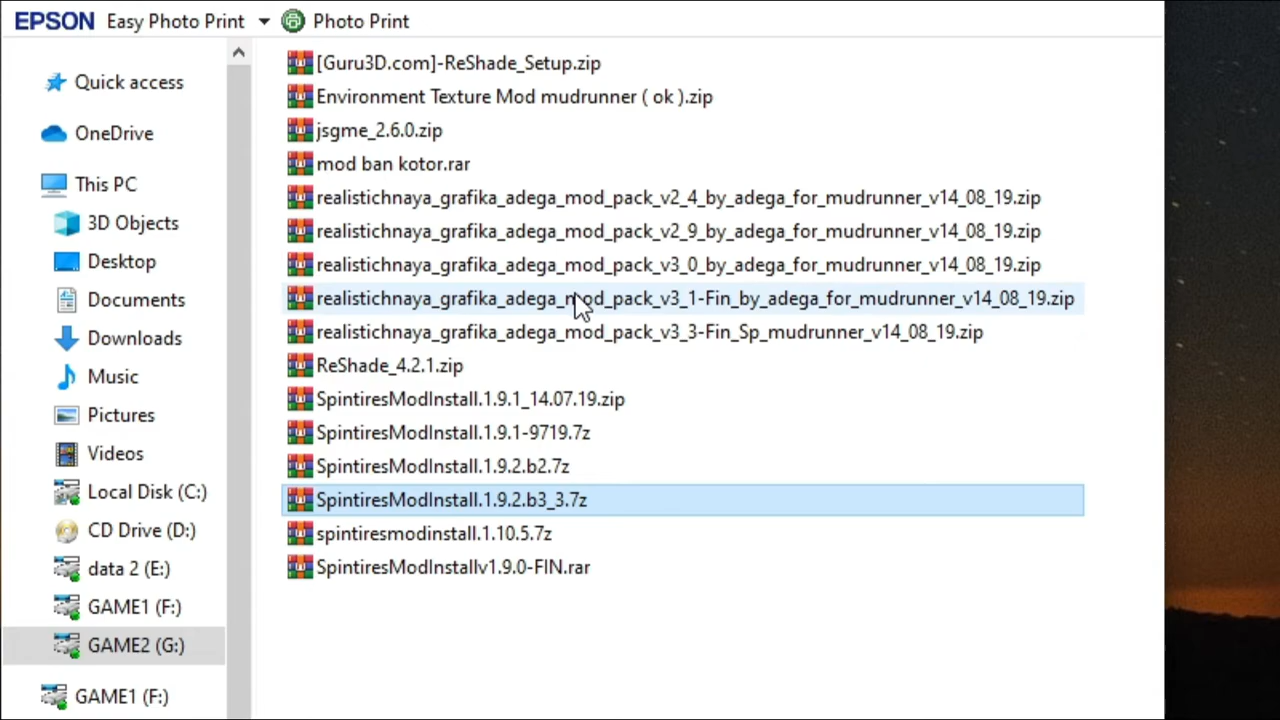 EPSON Easy Photo Print Photo Print
Quick access
OneDrive
This PC
3D Objects
Desktop
Documents
Downloads
Music
Pictures
Videos
Local Disk (C:)
CD Drive (D:)
data 2 (E:)
GAME1 (F:)
GAME2 (G:)
GAME1 (F:)
[Guru3D.com]-ReShade_Setup.zip
Environment Texture Mod mudrunner ( ok ).zip
jsgme_2.6.0.zip
mod ban kotor.rar
realistichnaya_grafika_adega_mod_pack_v2_4_by_adega_for_mudrunner_v14_08_19.zip
realistichnaya_grafika_adega_mod_pack_v2_9_by_adega_for_mudrunner_v14_08_19.zip
realistichnaya_grafika_adega_mod_pack_v3_0_by_adega_for_mudrunner_v14_08_19.zip
realistichnaya_grafika_adega_mod_pack_v3_1-Fin_by_adega_for_mudrunner_v14_08_19.zip
realistichnaya_grafika_adega_mod_pack_v3_3-Fin_Sp_mudrunner_v14_08_19.zip
ReShade_4.2.1.zip
SpintiresModInstall.1.9.1_14.07.19.zip
SpintiresModInstall.1.9.1-9719.7z
SpintiresModInstall.1.9.2.b2.7z
SpintiresModInstall.1.9.2.b3_3.7z
spintiresmodinstall.1.10.5.7z
SpintiresModInstallv1.9.0-FIN.rar